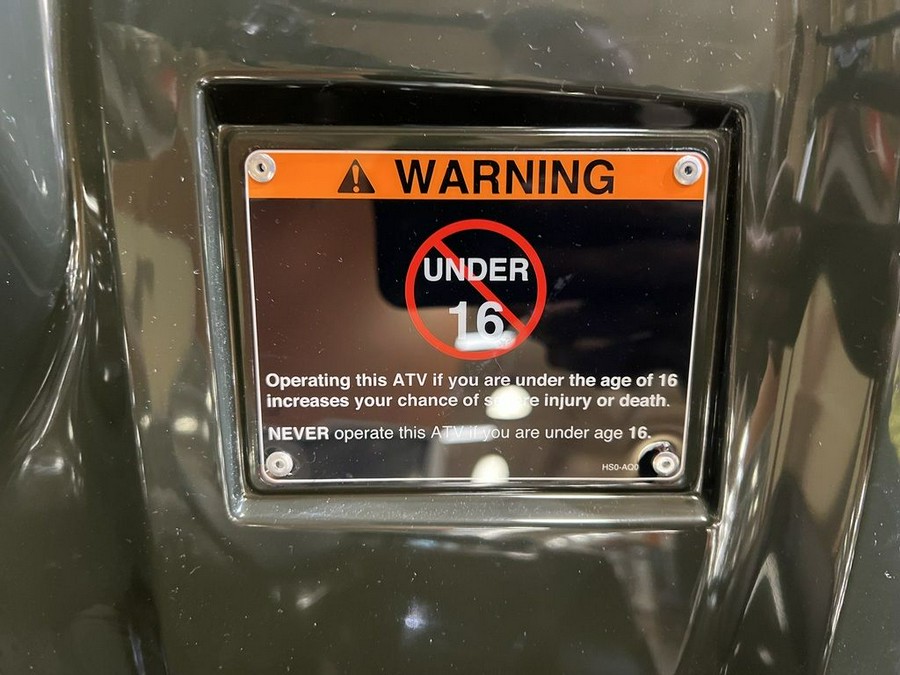 WARNING
UNDER
16
Operating this ATV if you are under the age of 16
increases your chance of severe injury or death.
NEVER operate this ATV if you are under age 16.
HS0-AQ0